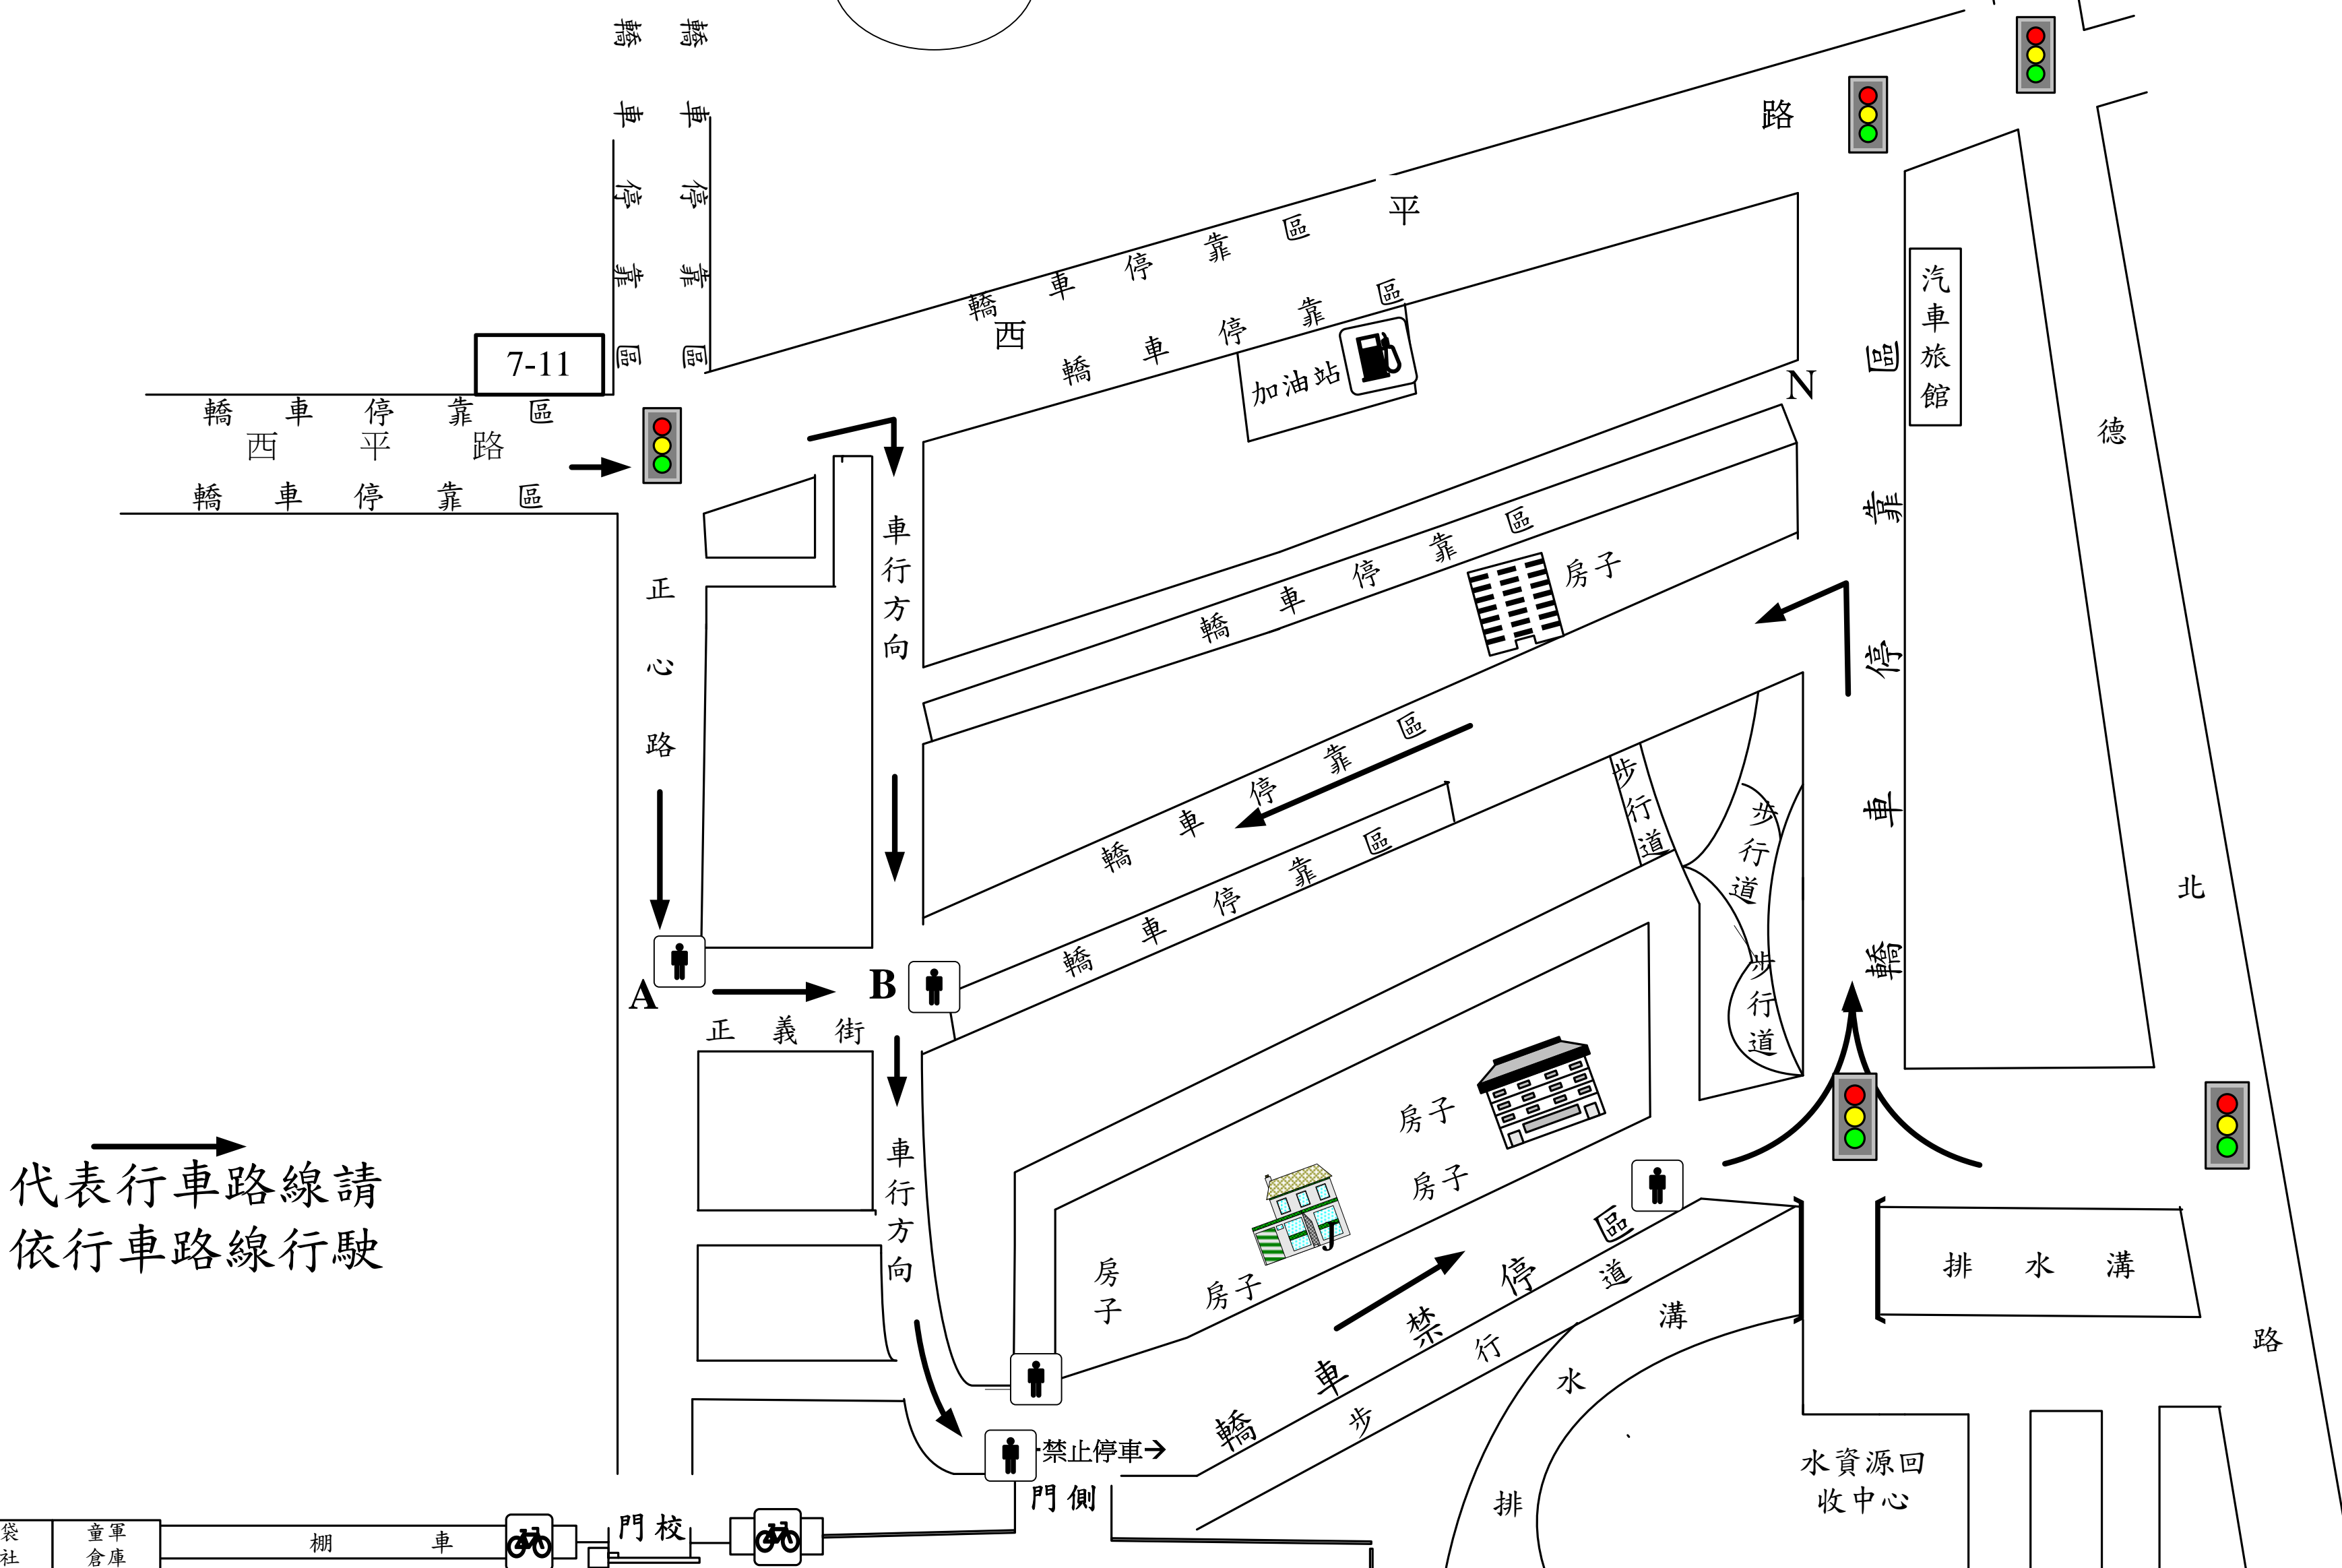 轎車停靠區
轎車停靠區
路
轎車停靠區
平
西
轎車停靠區
加油站
7-11
轎車停靠區
西平路
轎車停靠區
N
汽車旅館
德
北
路
轎車停靠區
車行方向
正心路
轎車停靠區
房子
轎車停靠區
轎車停靠區
步行道
步行道
步行道
A
B
正義街
車行方向
代表行車路線請
依行車路線行駛
房子
房子
房子
房子
J
轎車禁停區
步行道
排水溝
排水溝
禁止停車→
門側
水資源回
收中心
門校
棚車
童軍
倉庫
袋
社